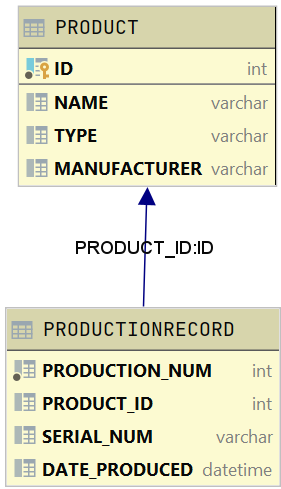 PRODUCT
ID int
NAME varchar
TYPE varchar
MANUFACTURER varchar
PRODUCT_ID:ID
PRODUCTIONRECORD
PRODUCTION_NUM int
PRODUCT_ID int
SERIAL_NUM varchar
DATE_PRODUCED datetime